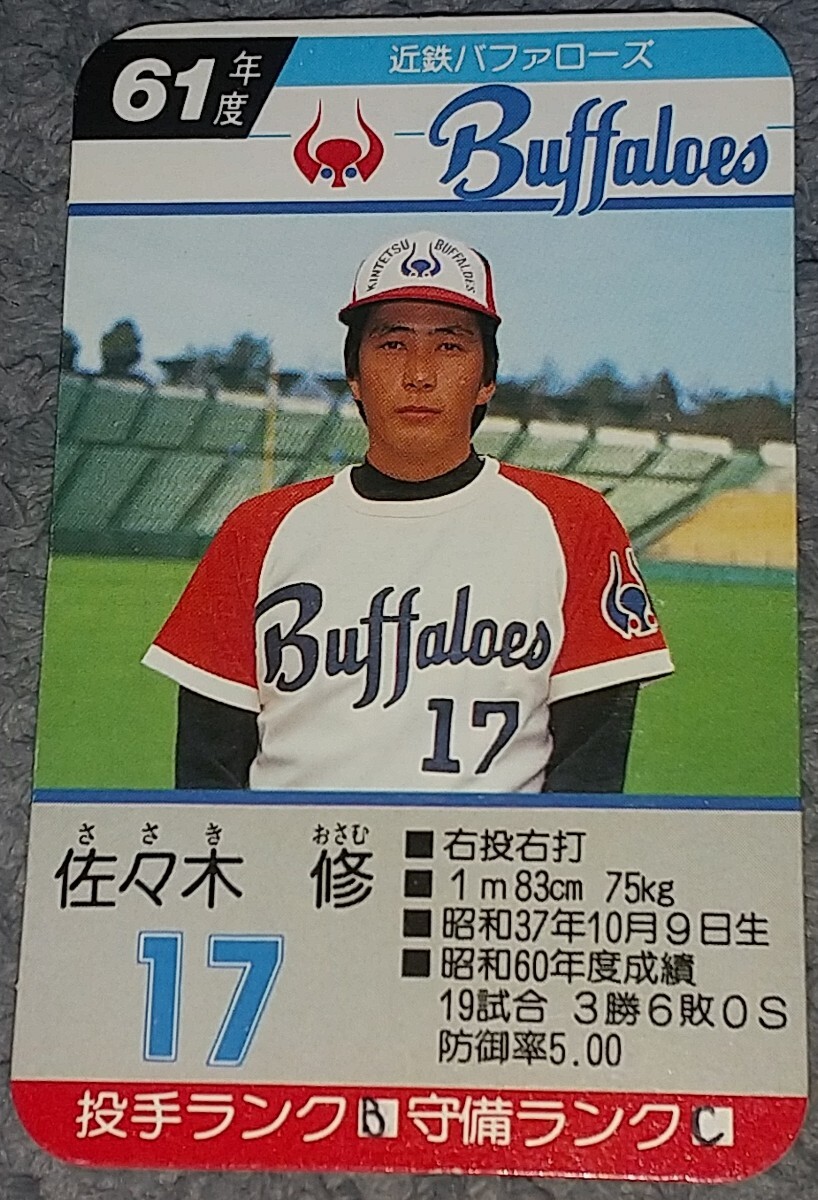 61年度
近鉄バファローズ
Buffaloes
KINTETSU BUFFALOES
Buffaloes
17
ささき おさむ
佐々木 修
17
■右投右打
■1m83cm 75kg
■昭和37年10月9日生
■昭和60年度成績
19試合 3勝6敗0S
防御率5.00
投手ランクB 守備ランクC